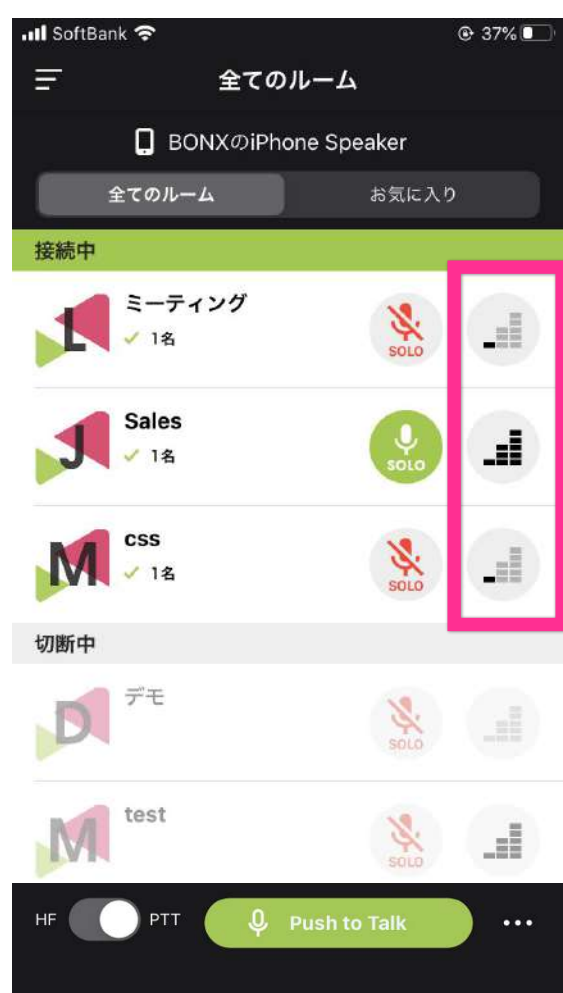 SoftBank 37%
全てのルーム
BONXのiPhone Speaker
全てのルーム お気に入り
接続中
L ミーティング
1名
SOLO
J Sales
1名
SOLO
M css
1名
SOLO
切断中
D デモ
SOLO
M test
SOLO
HF PTT Push to Talk